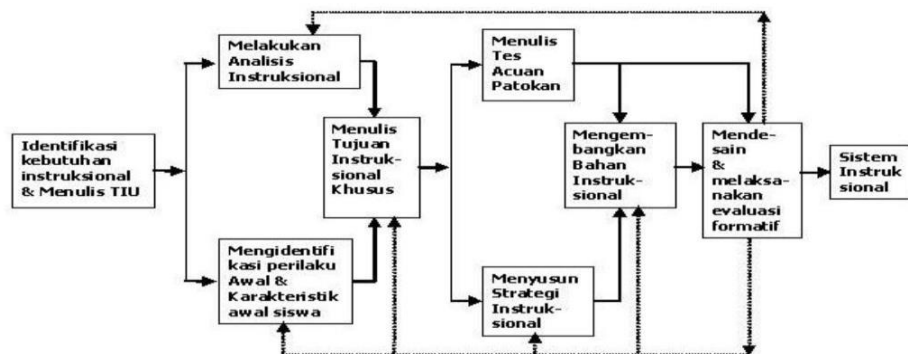 Identifikasi
kebutuhan
instruksional
& Menulis TIU
Melakukan
Analisis
Instruksional
Mengidentifi
kasi perilaku
Awal &
Karakteristik
awal siswa
Menulis
Tujuan
Instruk-
sional
Khusus
Menulis
Tes
Acuan
Patokan
Menyusun
Strategi
Instruk-
sional
Mengem-
bangkan
Bahan
Instruk-
sional
Mende-
sain
&
melaksa-
nakan
evaluasi
formatif
Sistem
Instruk
sional